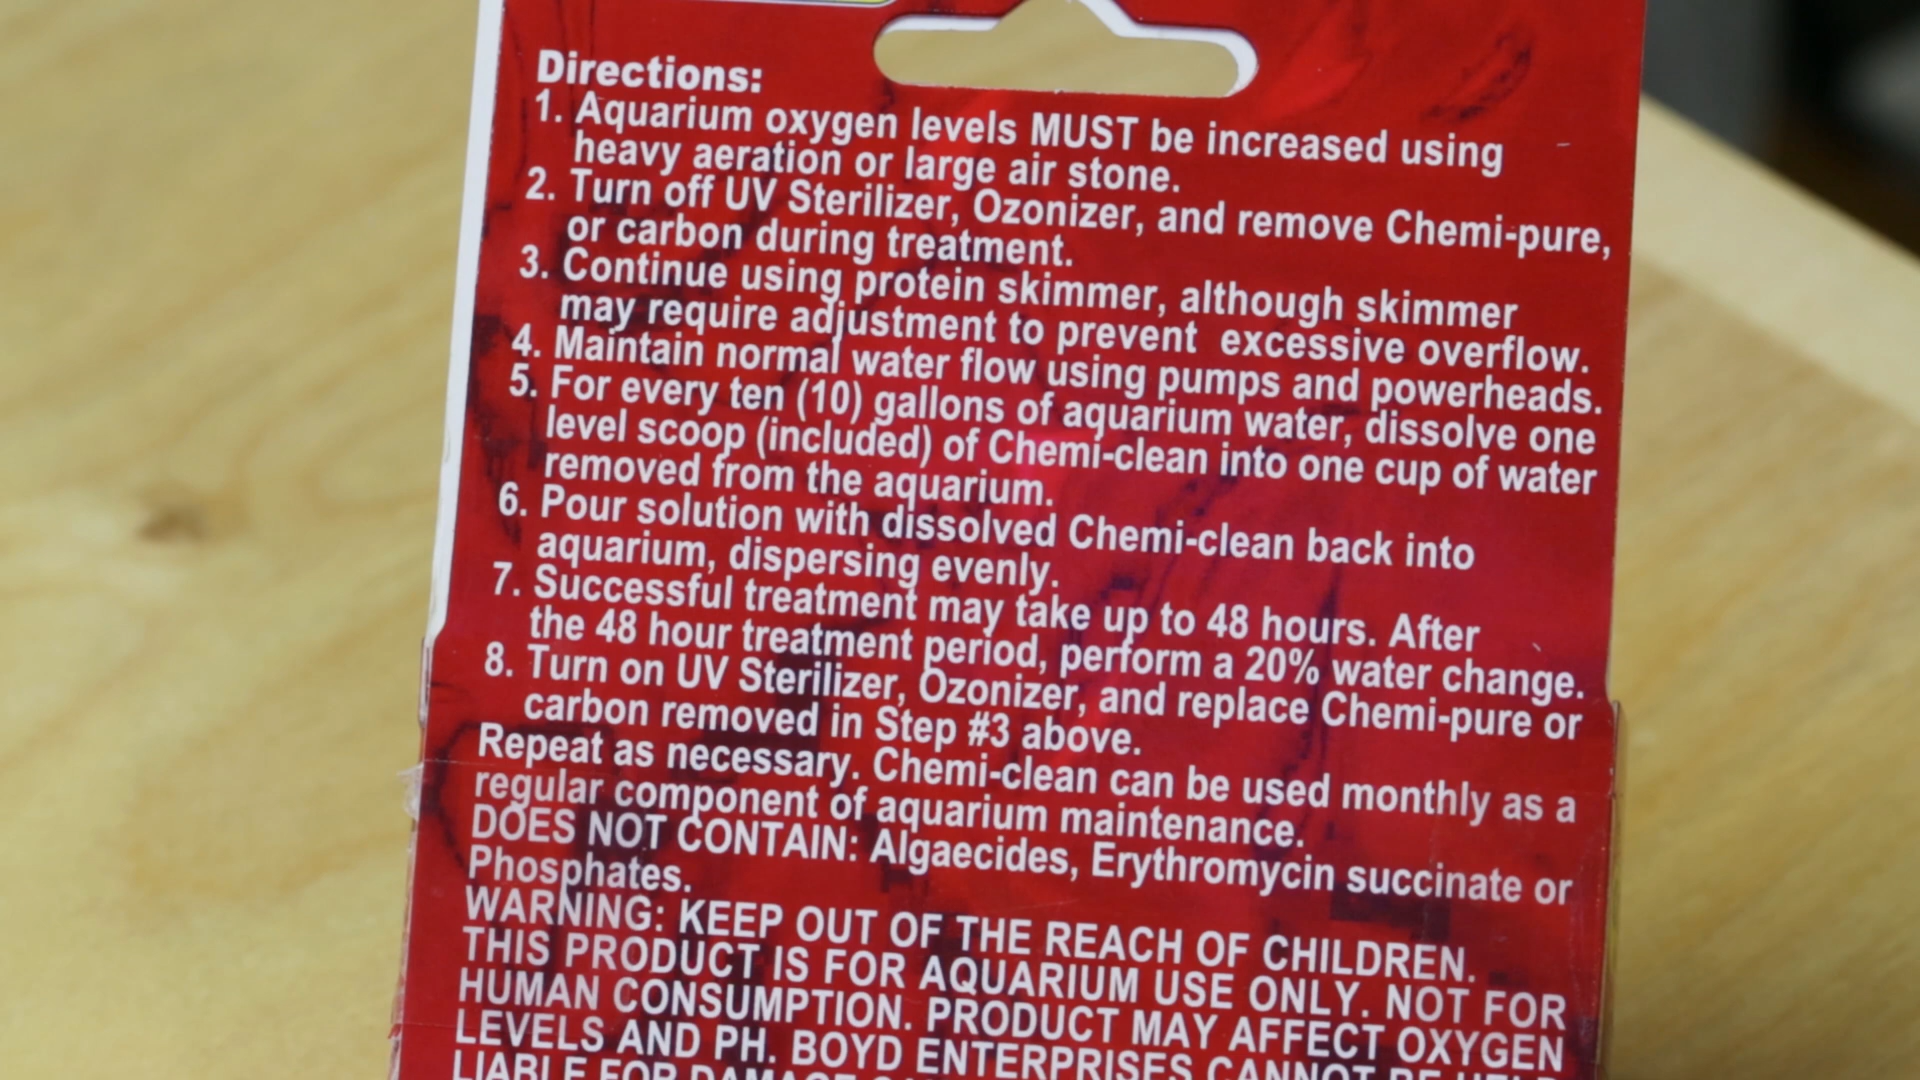 Directions:
1. Aquarium oxygen levels MUST be increased using
heavy aeration or large air stone.
2. Turn off UV Sterilizer, Ozonizer, and remove Chemi-pure,
or carbon during treatment.
3. Continue using protein skimmer, although skimmer
may require adjustment to prevent excessive overflow.
4. Maintain normal water flow using pumps and powerheads.
5. For every ten (10) gallons of aquarium water, dissolve one
level scoop (included) of Chemi-clean into one cup of water
removed from the aquarium.
6. Pour solution with dissolved Chemi-clean back into
aquarium, dispersing evenly.
7. Successful treatment may take up to 48 hours. After
the 48 hour treatment period, perform a 20% water change.
8. Turn on UV Sterilizer, Ozonizer, and replace Chemi-pure or
carbon removed in Step #3 above.
Repeat as necessary. Chemi-clean can be used monthly as a
regular component of aquarium maintenance.
DOES NOT CONTAIN: Algaecides, Erythromycin succinate or
Phosphates.
WARNING: KEEP OUT OF THE REACH OF CHILDREN.
THIS PRODUCT IS FOR AQUARIUM USE ONLY. NOT FOR
HUMAN CONSUMPTION. PRODUCT MAY AFFECT OXYGEN
LEVELS AND PH. BOYD ENTERPRISES CANNOT BE HELD
LIABLE FOR DAMAGE